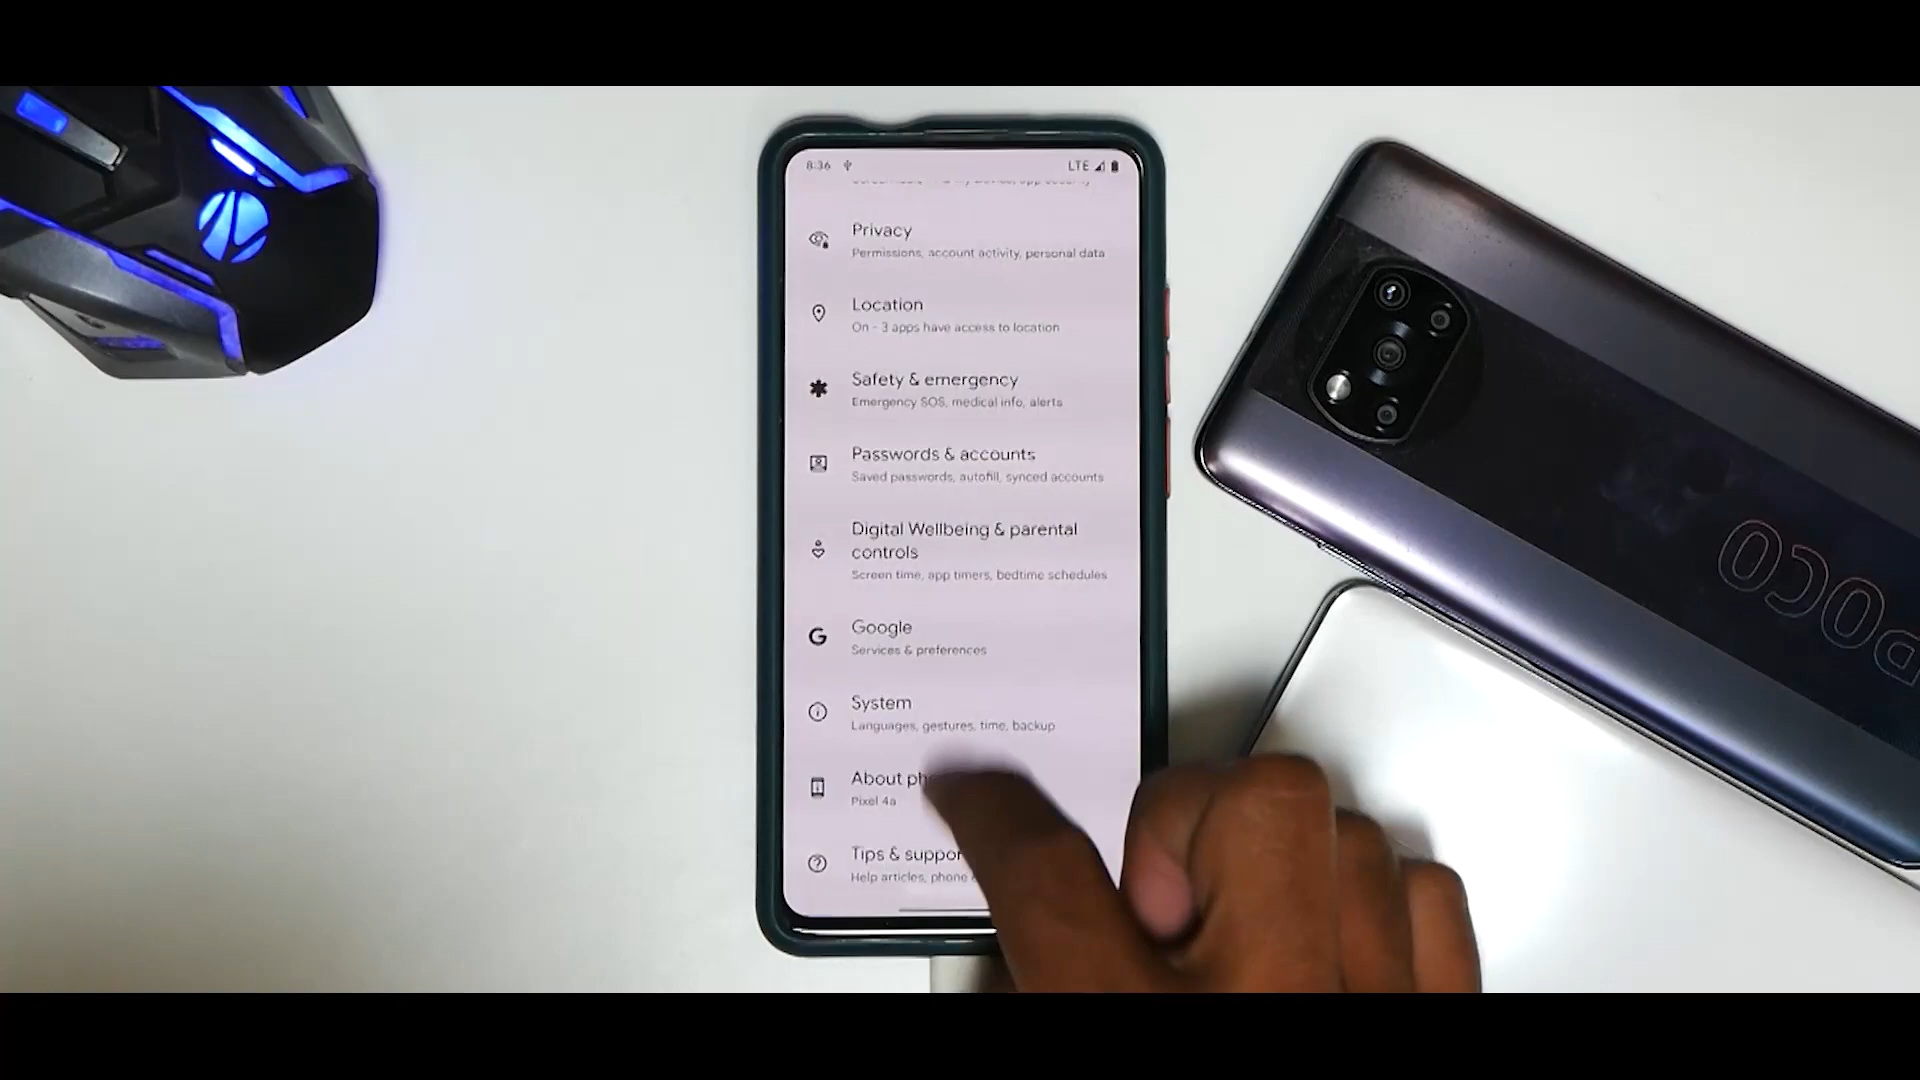 8:36
LTE
Privacy
Permissions, account activity, personal data
Location
On - 3 apps have access to location
Safety & emergency
Emergency SOS, medical info, alerts
Passwords & accounts
Saved passwords, autofill, synced accounts
Digital Wellbeing & parental
controls
Screen time, app timers, bedtime schedules
Google
Services & preferences
System
Languages, gestures, time, backup
About
Pixel 4a
Tips &
Help articles, phone
POCO